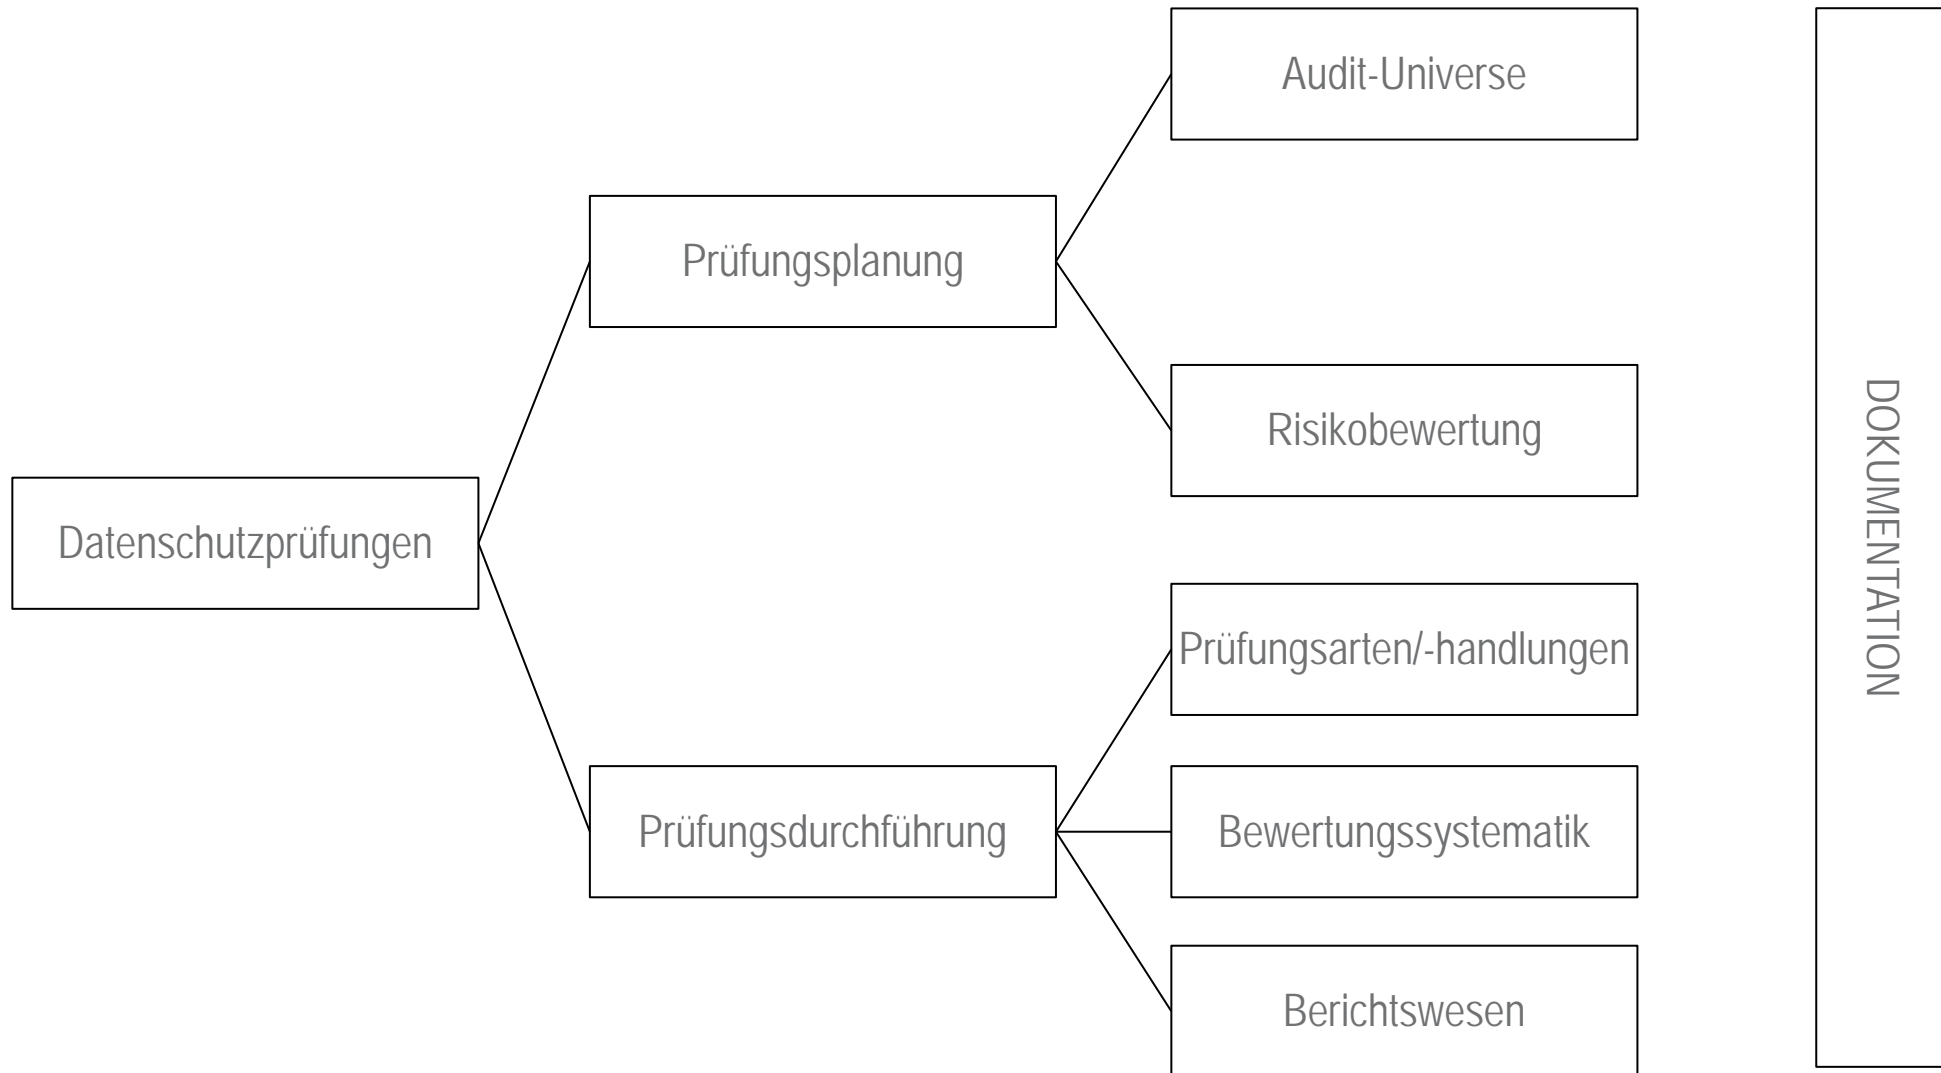 Audit-Universe
Prüfungsplanung
Risikobewertung
Datenschutzprüfungen
Prüfungsarten/-handlungen
Prüfungsdurchführung
Bewertungssystematik
Berichtswesen
DOKUMENTATION